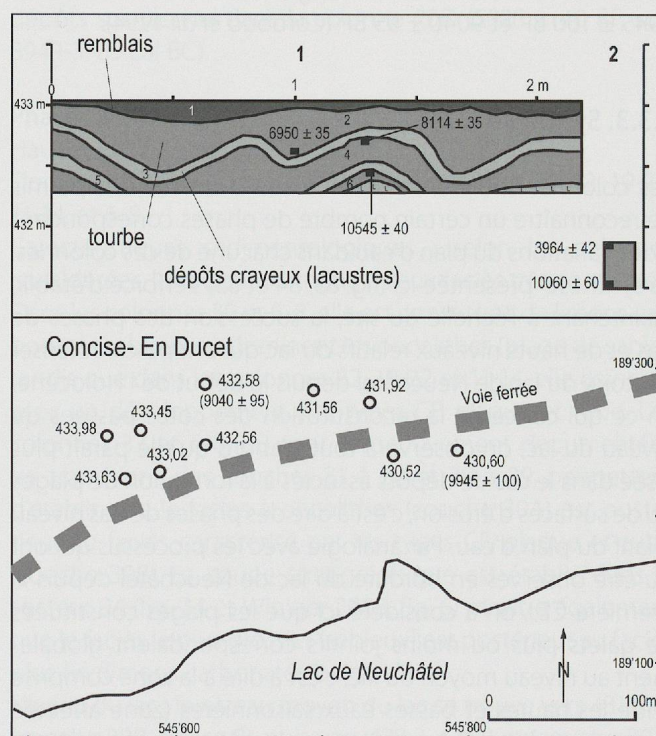 remblais
1
2
0
1
2 m
433 m
1
2
6950 ± 35
8114 ± 35
4
3
5
6
432 m
tourbe
10545 ± 40
dépôts crayeux (lacustres)
3964 ± 42
10060 ± 60
Concise- En Ducet
189'300
Voie ferrée
432,58
(9040 ± 95)
431,56
431,92
433,98
433,45
432,56
433,02
433,63
430,52
430,60
(9945 ± 100)
Lac de Neuchâtel
N
189'100
0
100m
545'600
545'800